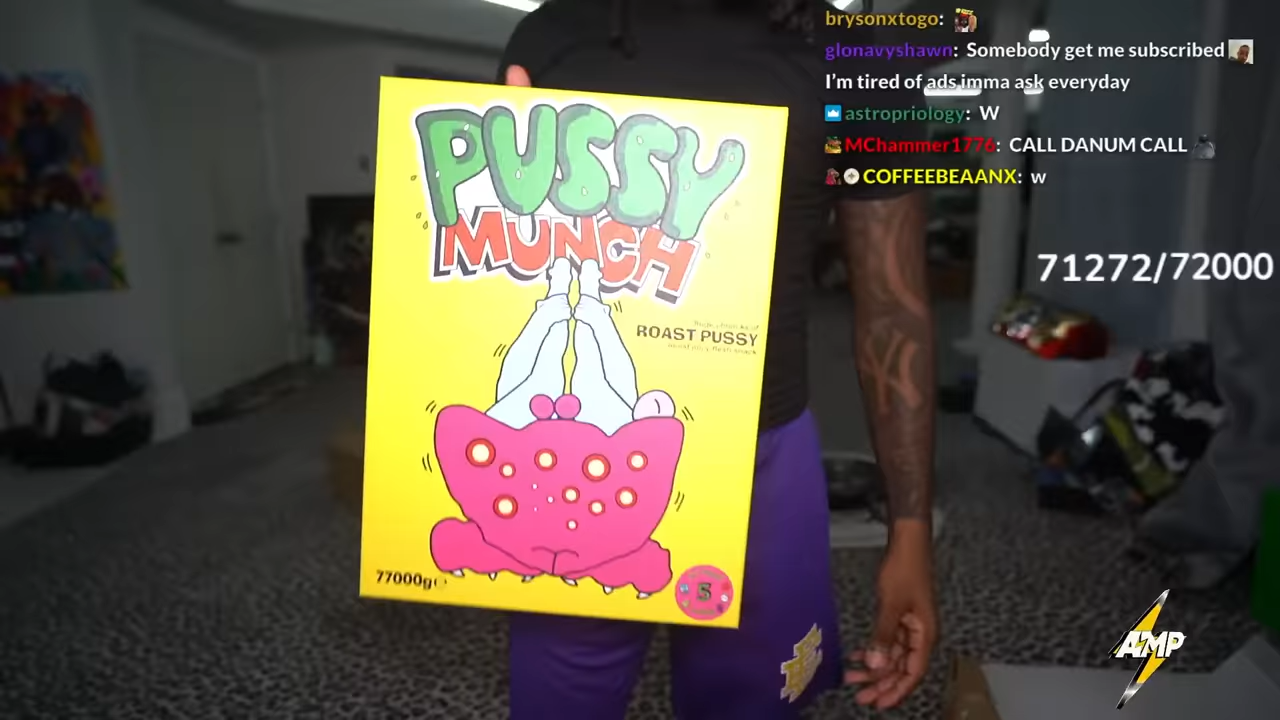 brysonxtogo:
glonavyshawn: Somebody get me subscribed
I'm tired of ads imma ask everyday
astropriology: W
MChammer1776: CALL DANUM CALL
COFFEEBEAANX: w
71272/72000
PUSSY
MUNCH
ROAST PUSSY
77000g
S
NY
AMP